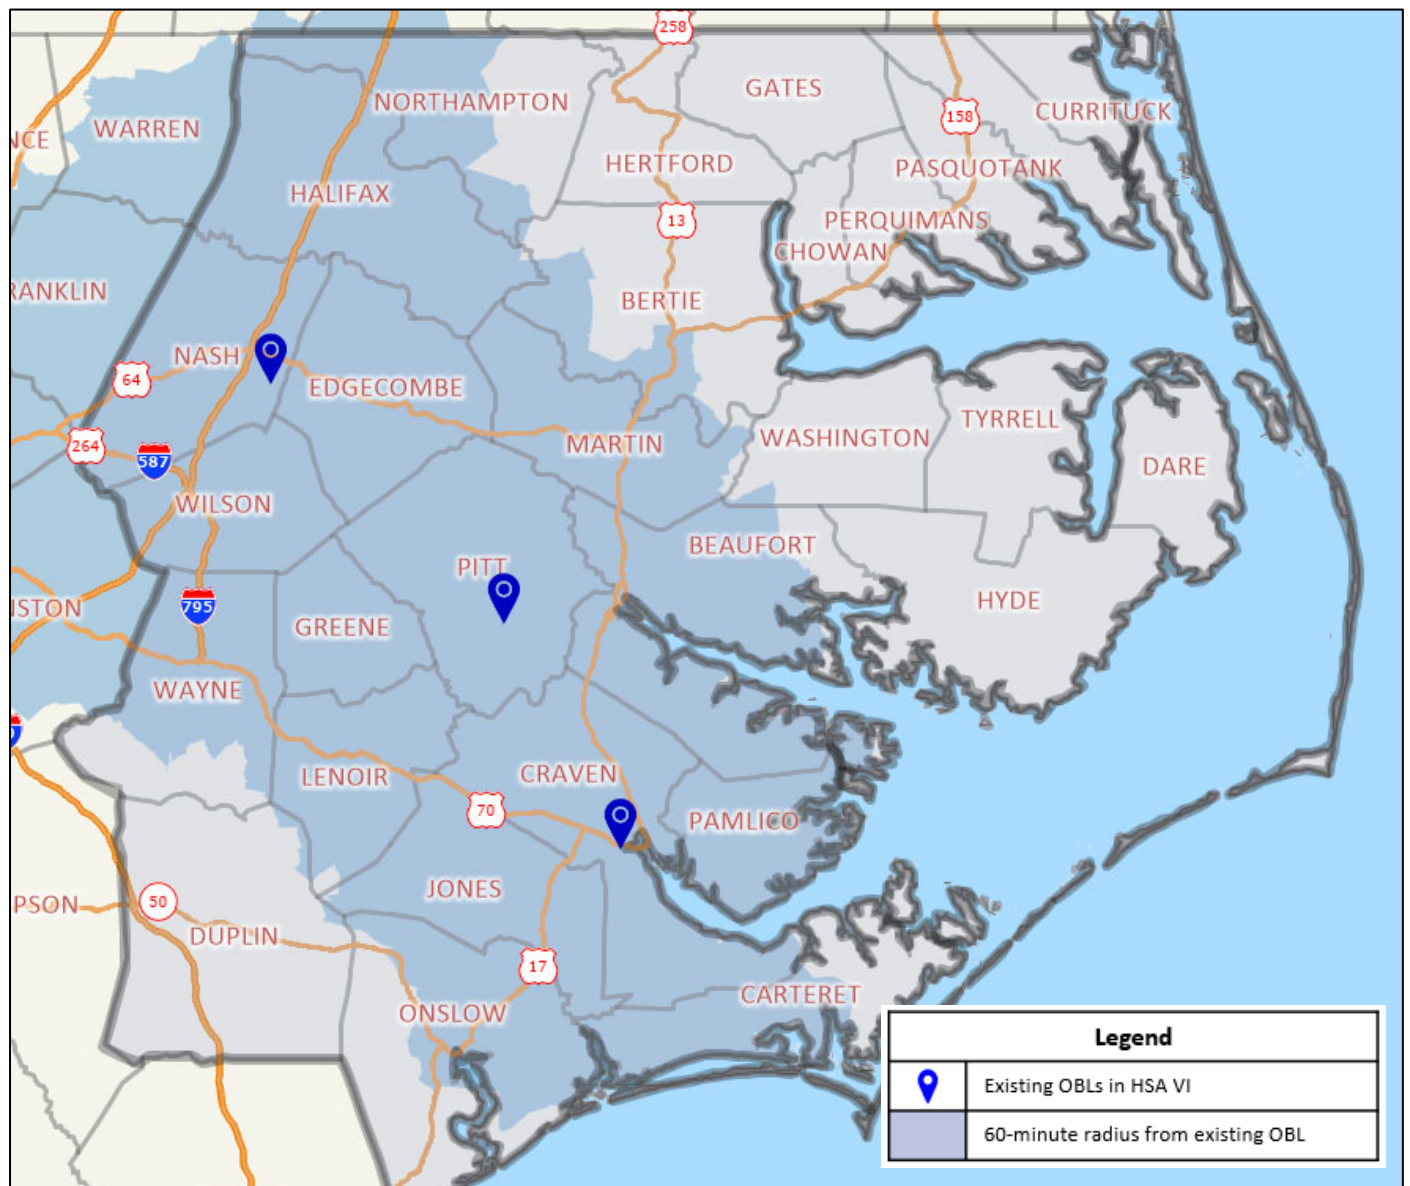 258
GATES
NORTHAMPTON
CURRITUCK
158
WARREN
NCE
HERTFORD
PASQUOTANK
HALIFAX
13
PERQUIMANS
CHOWAN
RANKLIN
BERTIE
NASH
64
EDGECOMBE
TYRRELL
264
MARTIN
WASHINGTON
587
DARE
WILSON
BEAUFORT
PITT
HYDE
NSTON
795
GREENE
WAYNE
LENOIR
CRAVEN
70
PAMLICO
JONES
PSON
50
DUPLIN
17
CARTERET
ONSLOW
Legend
Existing OBLs in HSA VI
60-minute radius from existing OBL